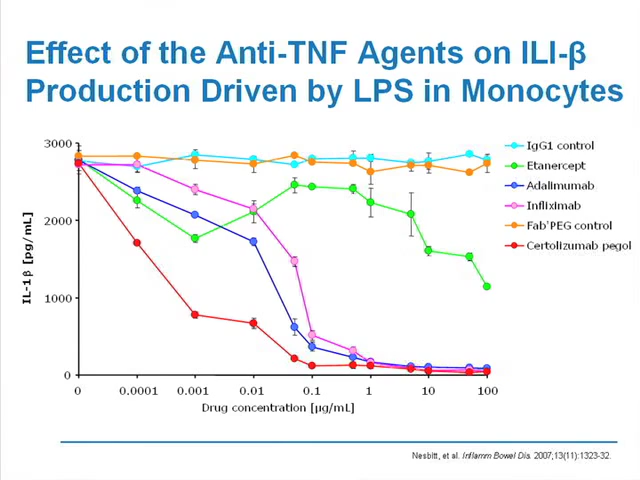 Effect of the Anti-TNF Agents on ILI-β
Production Driven by LPS in Monocytes
3000
2000
1000
0
IL-1β [pg/mL]
0 0.0001 0.001 0.01 0.1 1 10 100
Drug concentration [µg/mL]
IgG1 control
Etanercept
Adalimumab
Infliximab
Fab'PEG control
Certolizumab pegol
Nesbitt, et al. Inflamm Bowel Dis. 2007;13(11):1323-32.